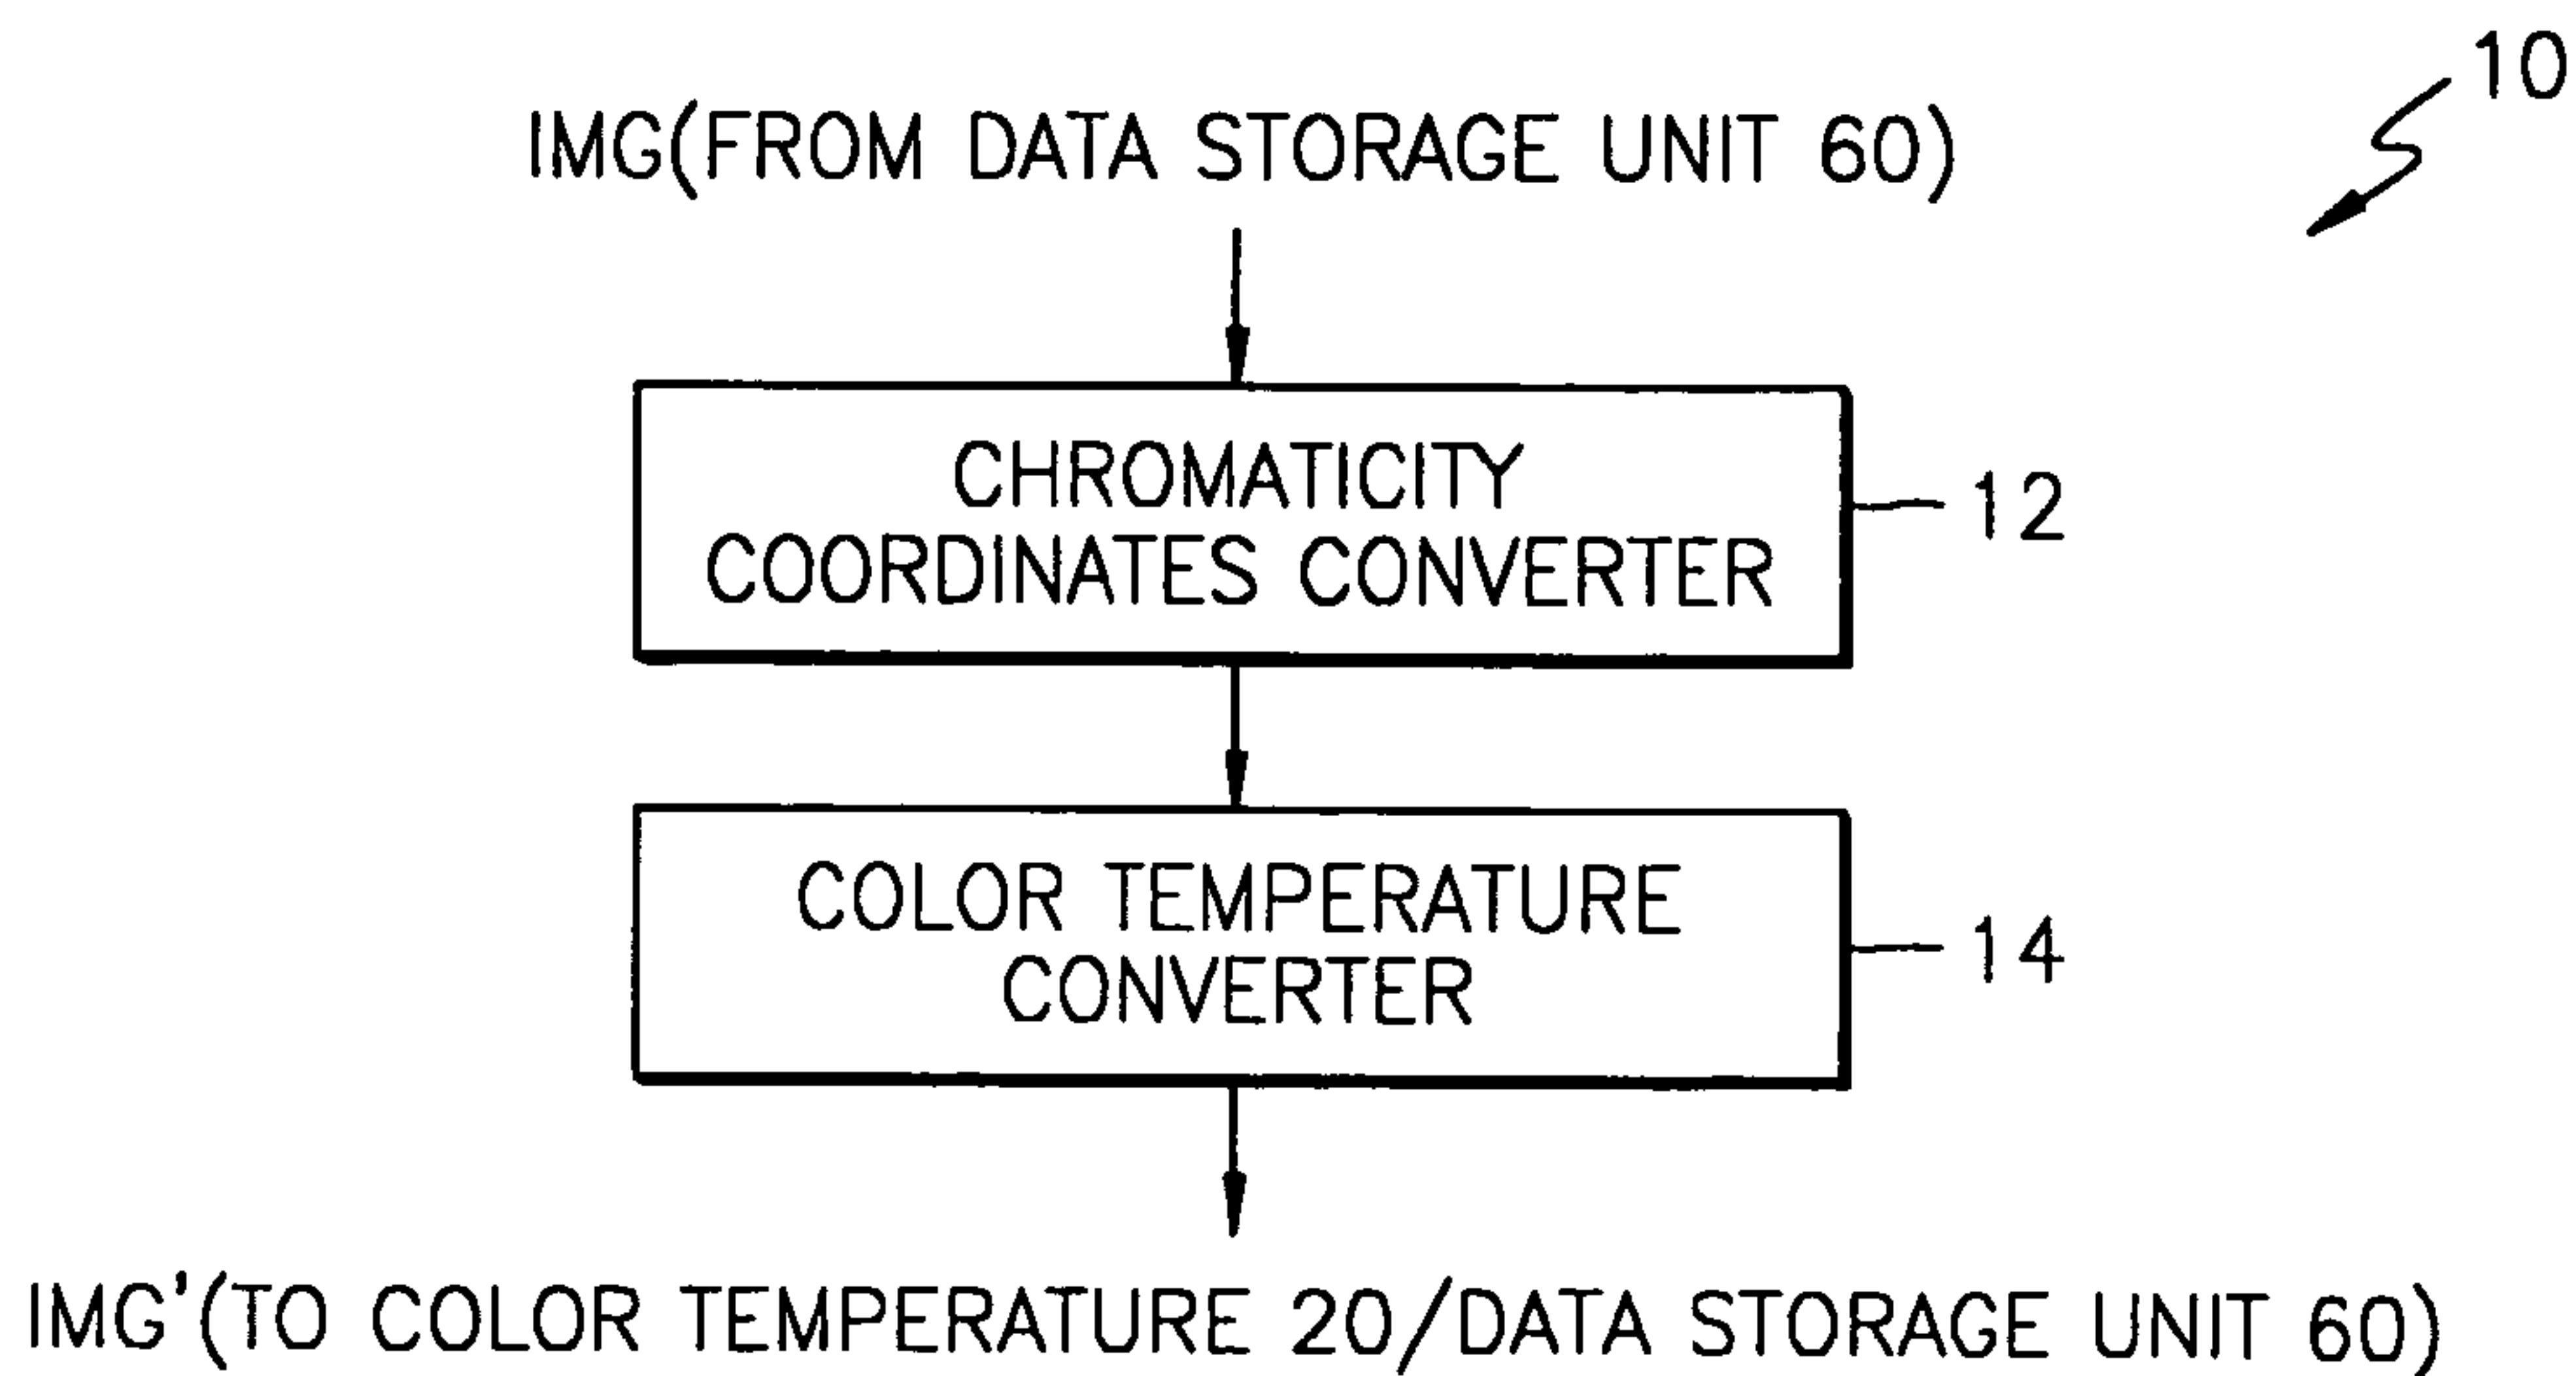 10
IMG(FROM DATA STORAGE UNIT 60)
CHROMATICITY
COORDINATES CONVERTER
12
COLOR TEMPERATURE
CONVERTER
14
IMG'(TO COLOR TEMPERATURE 20/DATA STORAGE UNIT 60)